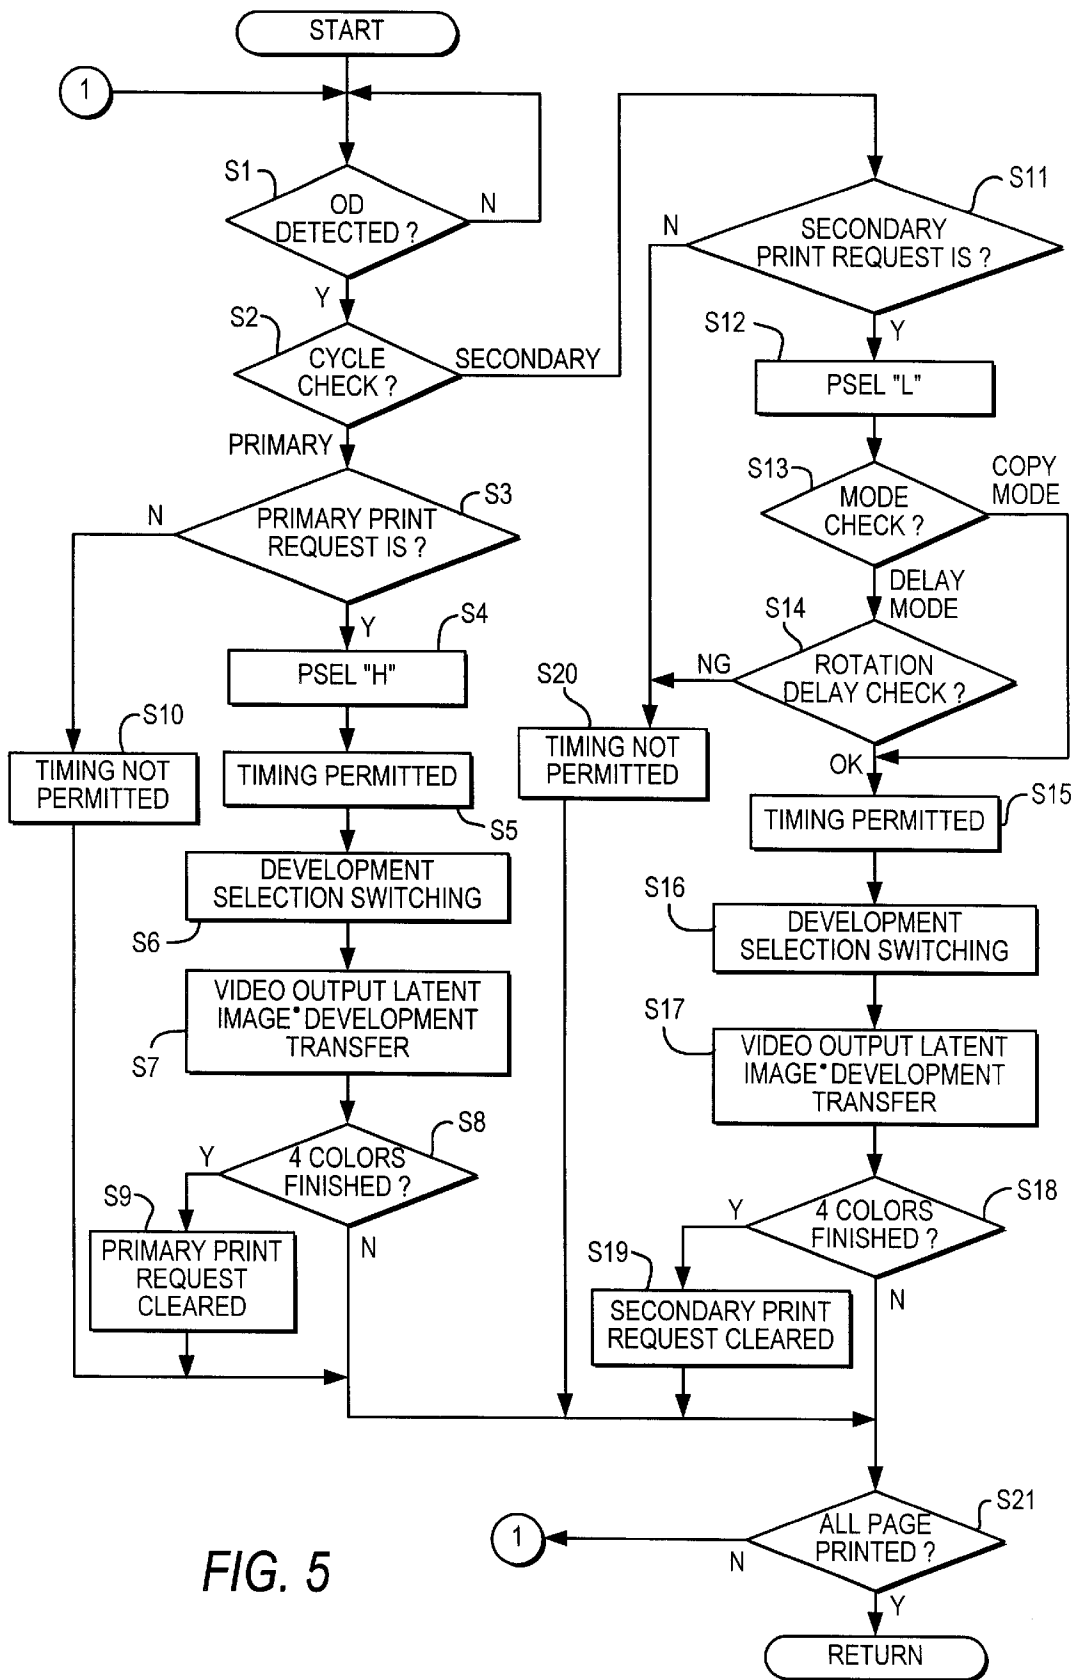 START
1
S1
OD
DETECTED ?
N
Y
S2
CYCLE
CHECK ?
SECONDARY
PRIMARY
S3
PRIMARY PRINT
REQUEST IS ?
N
Y
S4
PSEL "H"
S10
TIMING NOT
PERMITTED
TIMING PERMITTED
S5
DEVELOPMENT
SELECTION SWITCHING
S6
VIDEO OUTPUT LATENT
IMAGE•DEVELOPMENT
TRANSFER
S7
S8
4 COLORS
FINISHED ?
Y
N
S9
PRIMARY PRINT
REQUEST
CLEARED
S11
SECONDARY
PRINT REQUEST IS ?
N
Y
S12
PSEL "L"
S13
MODE
CHECK ?
COPY
MODE
DELAY
MODE
S14
ROTATION
DELAY CHECK ?
NG
OK
S20
TIMING NOT
PERMITTED
S15
TIMING PERMITTED
S16
DEVELOPMENT
SELECTION SWITCHING
S17
VIDEO OUTPUT LATENT
IMAGE•DEVELOPMENT
TRANSFER
S18
4 COLORS
FINISHED ?
Y
N
S19
SECONDARY PRINT
REQUEST CLEARED
S21
ALL PAGE
PRINTED ?
N
1
Y
RETURN
FIG. 5